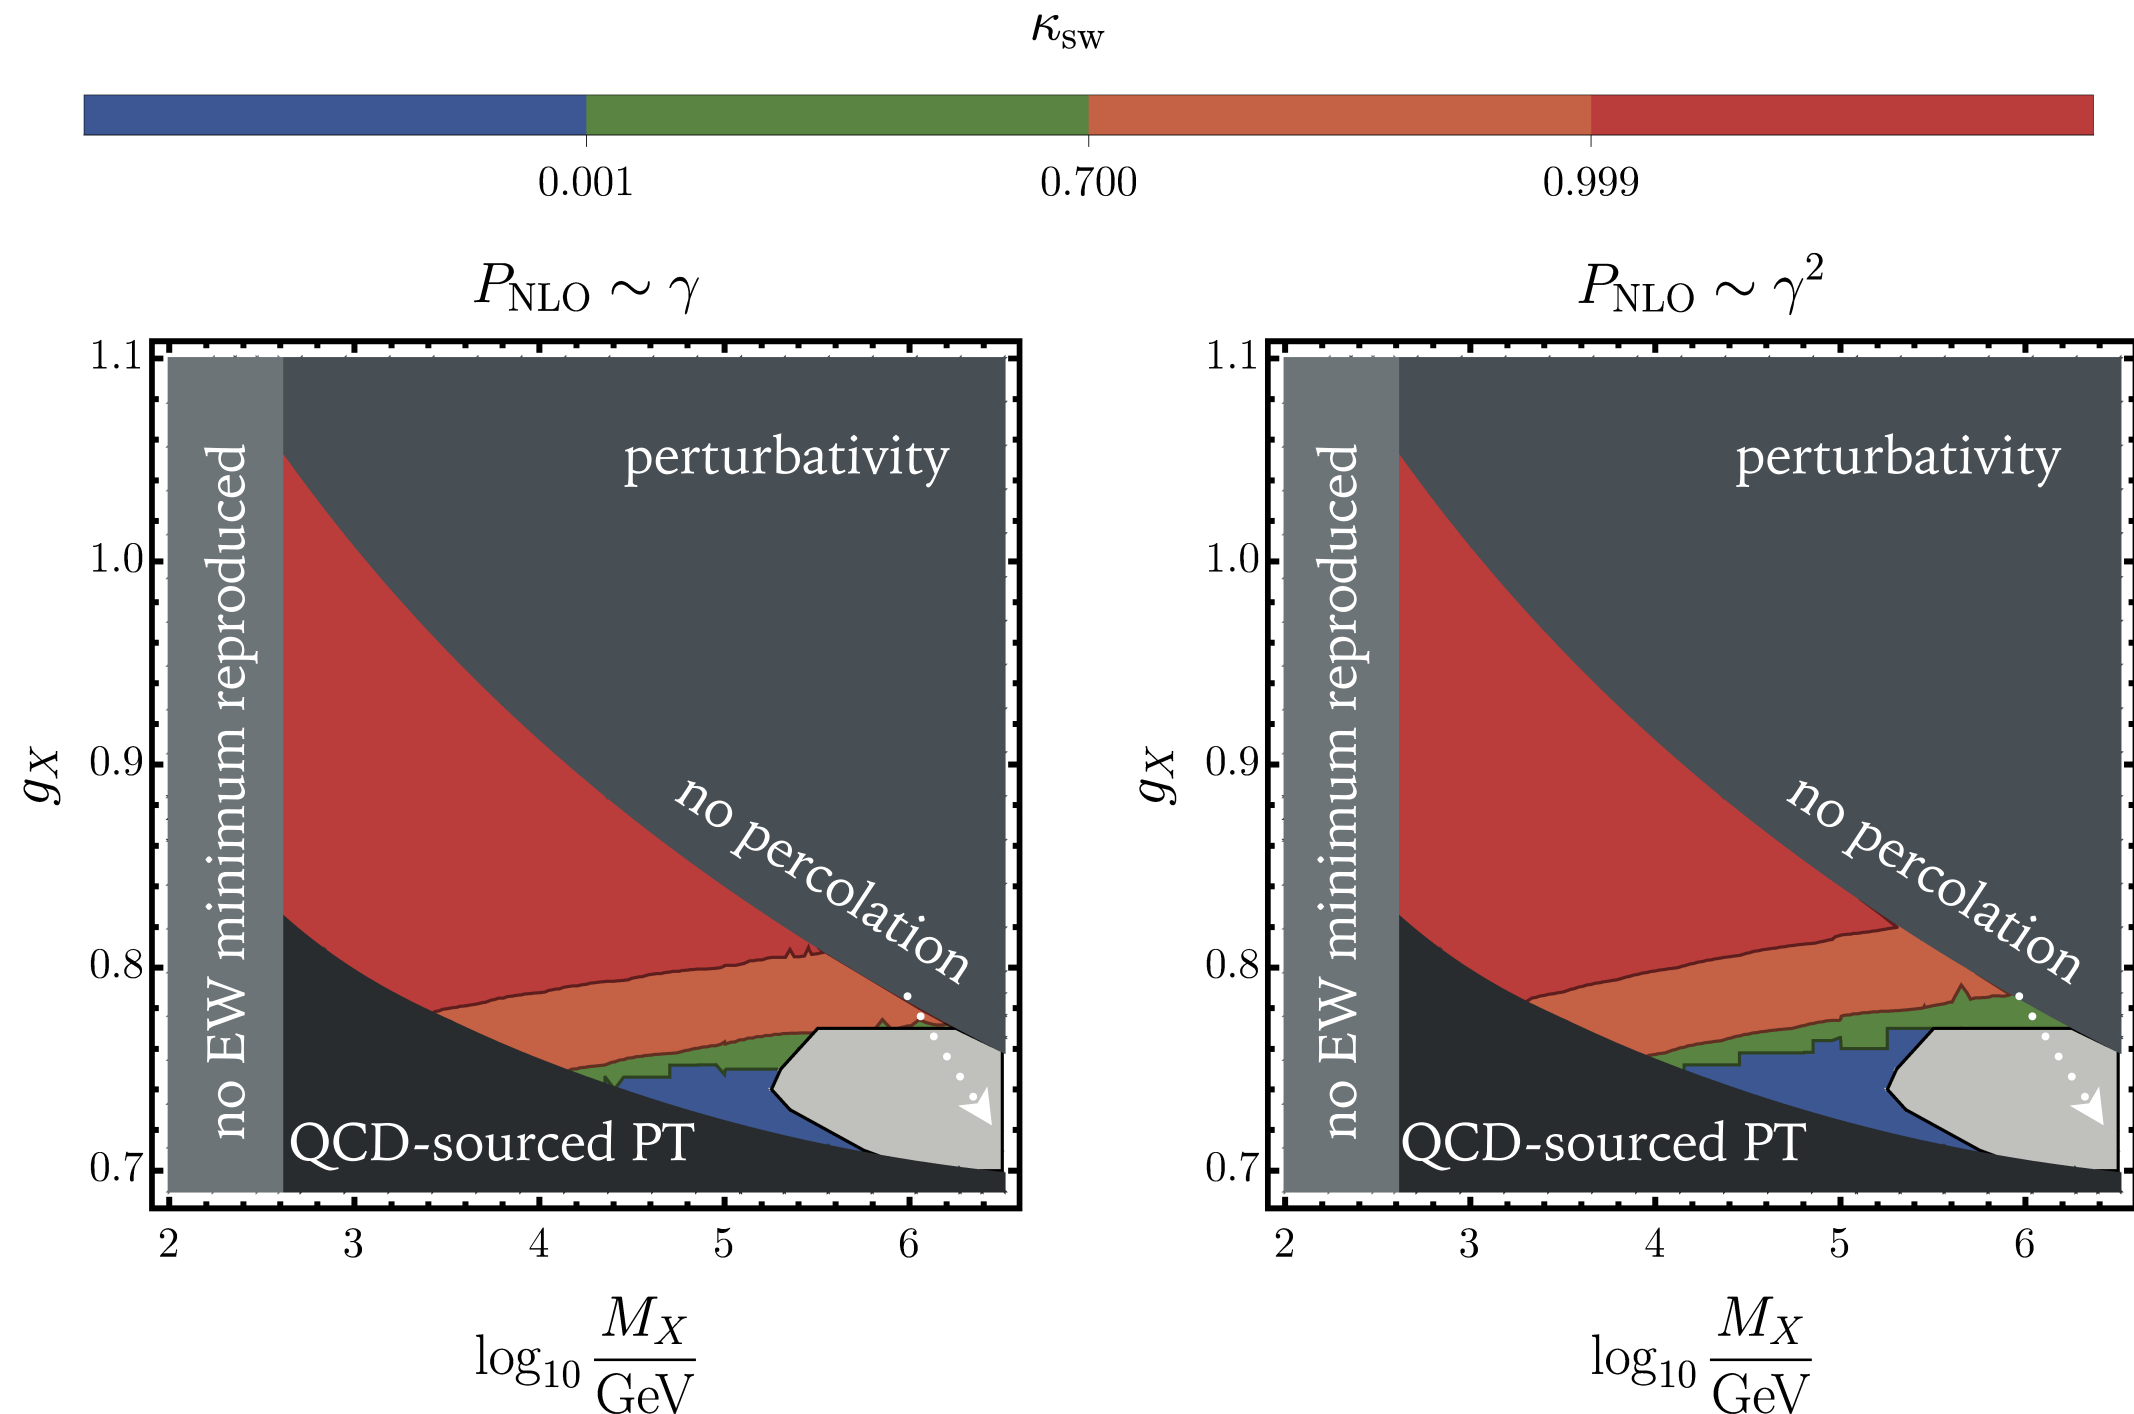 κ_sw
0.001 0.700 0.999
P_NLO ∼ γ
1.1
1.0
0.9
0.8
0.7
g_X
no EW minimum reproduced
perturbativity
no percolation
QCD-sourced PT
2 3 4 5 6
log_10 M_X/GeV
P_NLO ∼ γ^2
1.1
1.0
0.9
0.8
0.7
g_X
no EW minimum reproduced
perturbativity
no percolation
QCD-sourced PT
2 3 4 5 6
log_10 M_X/GeV